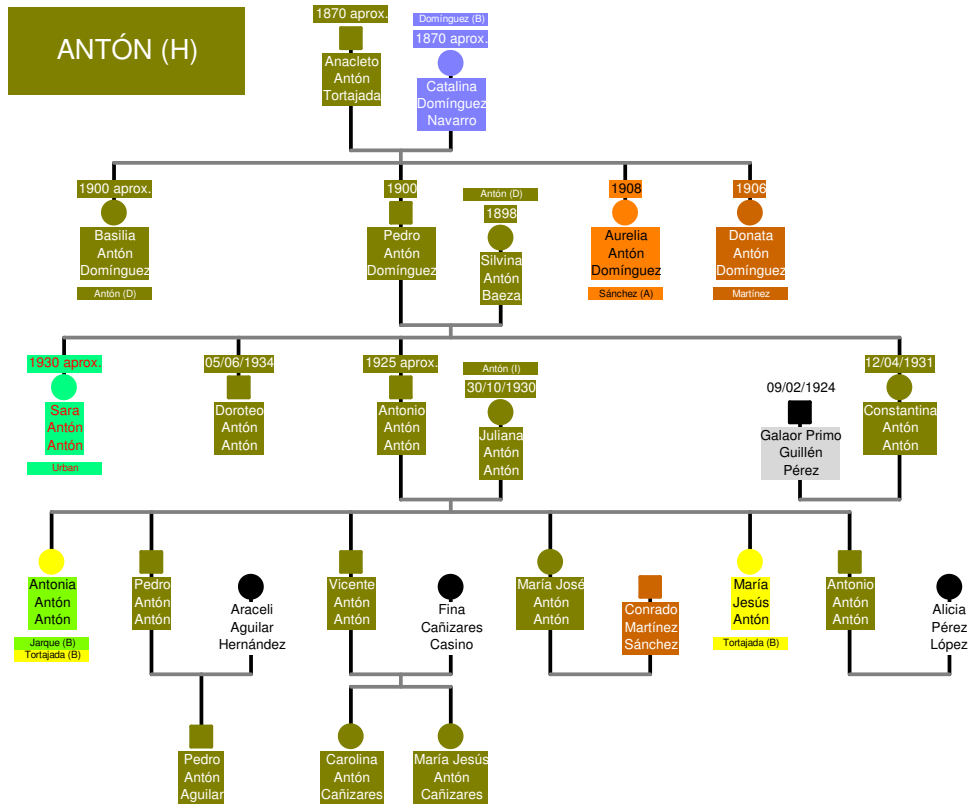 ANTÓN (H)
1870 aprox.
Anacleto
Antón
Tortajada
Domínguez (B)
1870 aprox.
Catalina
Domínguez
Navarro
1900 aprox.
Basilia
Antón
Domínguez
Antón (D)
1900
Pedro
Antón
Domínguez
Antón (D)
1898
Silvina
Antón
Baeza
1908
Aurelia
Antón
Domínguez
Sánchez (A)
1906
Donata
Antón
Domínguez
Martínez
1930 aprox.
Sara
Antón
Antón
Urban
05/06/1934
Doroteo
Antón
Antón
1925 aprox.
Antonio
Antón
Antón
Antón (I)
30/10/1930
Juliana
Antón
Antón
09/02/1924
Galaor Primo
Guillén
Pérez
12/04/1931
Constantina
Antón
Antón
Antonia
Antón
Antón
Jarque (B)
Tortajada (B)
Pedro
Antón
Antón
Araceli
Aguilar
Hernández
Vicente
Antón
Antón
Fina
Cañizares
Casino
María José
Antón
Antón
Conrado
Martínez
Sánchez
María
Jesús
Antón
Tortajada (B)
Antonio
Antón
Antón
Alicia
Pérez
López
Pedro
Antón
Aguilar
Carolina
Antón
Cañizares
María Jesús
Antón
Cañizares